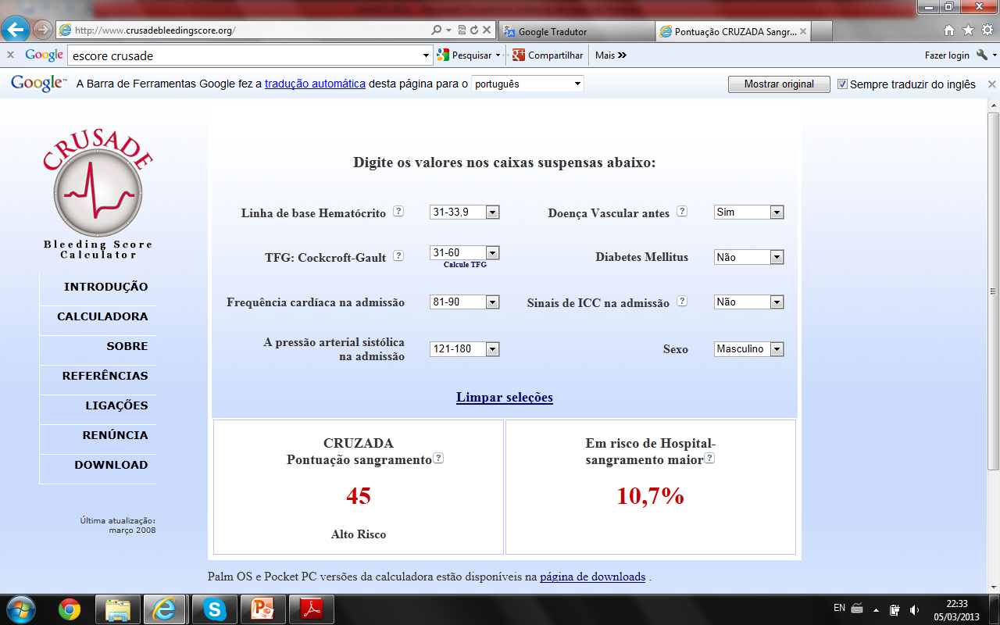 http://www.crusadebleedingscore.org/
Google Tradutor
Pontuação CRUZADA Sangr...
x Google escore crusade Pesquisar Compartilhar Mais » Fazer login
Google™ A Barra de Ferramentas Google fez a tradução automática desta página para o português Mostrar original Sempre traduzir do inglês
CRUSADE
Bleeding Score
Calculator
INTRODUÇÃO
CALCULADORA
SOBRE
REFERÊNCIAS
LIGAÇÕES
RENÚNCIA
DOWNLOAD
Última atualização:
março 2008
Digite os valores nos caixas suspensas abaixo:
Linha de base Hematócrito ? 31-33,9
Doença Vascular antes ? Sim
TFG: Cockcroft-Gault ? 31-60
Calcule TFG
Diabetes Mellitus Não
Frequência cardíaca na admissão 81-90
Sinais de ICC na admissão ? Não
A pressão arterial sistólica
na admissão 121-180
Sexo Masculino
Limpar seleções
CRUZADA
Pontuação sangramento ?
45
Alto Risco
Em risco de Hospital-
sangramento maior ?
10,7%
Palm OS e Pocket PC versões da calculadora estão disponíveis na página de downloads .
EN
22:33
05/03/2013